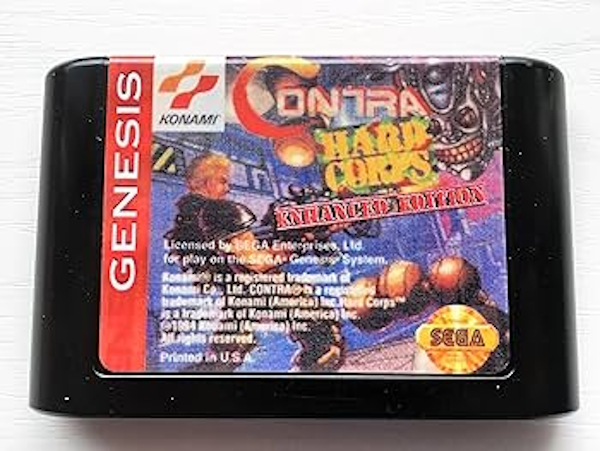 GENESIS
KONAMI
CONTRA
HARD
CORPS
ENHANCED EDITION
Licensed by SEGA Enterprises, Ltd.
for play on the SEGA® Genesis™ System.
Konami® is a registered trademark of
Konami Co., Ltd. CONTRA® is a registered
trademark of Konami (America) Inc. Hard Corps™
is a trademark of Konami (America) Inc.
©1994 Konami (America) Inc.
All rights reserved.
Printed in U.S.A.
SEGA